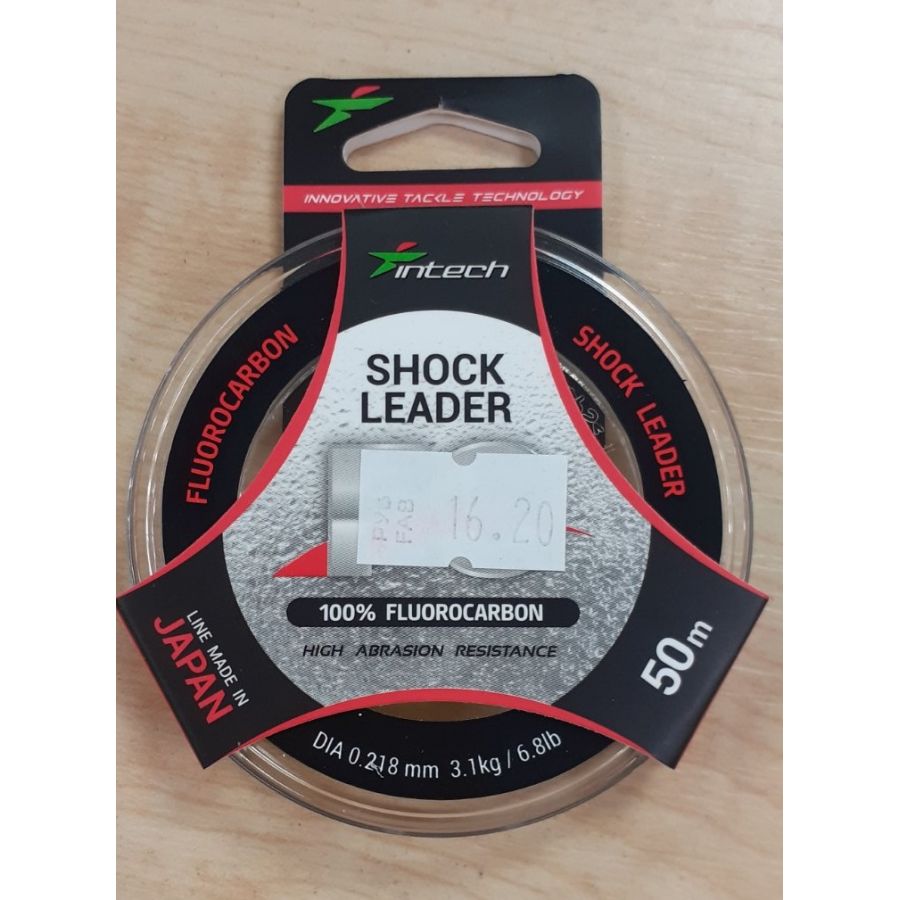 INNOVATIVE TACKLE TECHNOLOGY
intech
FLUOROCARBON
SHOCK LEADER
SHOCK
LEADER
руб
16.20
100% FLUOROCARBON
HIGH ABRASION RESISTANCE
LINE MADE IN
JAPAN
50m
DIA 0.218 mm 3.1kg / 6.8lb